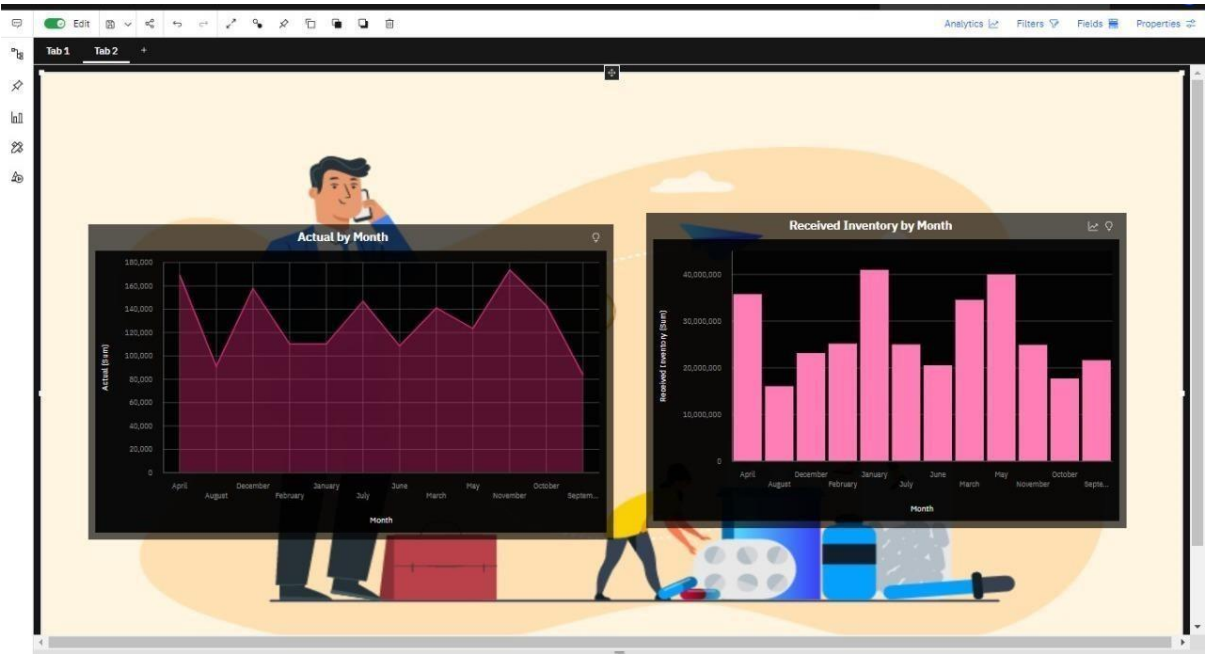 Edit
Analytics
Filters
Fields
Properties
Tab 1
Tab 2
+
Actual by Month
180,000
160,000
140,000
120,000
100,000
80,000
60,000
40,000
20,000
0
Actual (Sum)
April
August
December
February
January
July
June
March
May
November
October
Septem...
Month
Received Inventory by Month
40,000,000
30,000,000
20,000,000
10,000,000
0
Received Inventory (Sum)
April
August
December
February
January
July
June
March
May
November
October
Septe...
Month